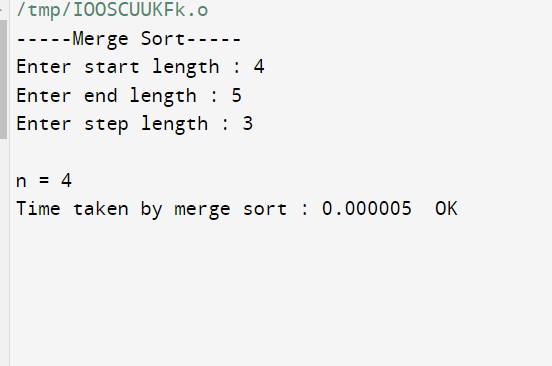 /tmp/IOOSCUUKFk.o
-----Merge Sort-----
Enter start length : 4
Enter end length : 5
Enter step length : 3
n = 4
Time taken by merge sort : 0.000005  OK